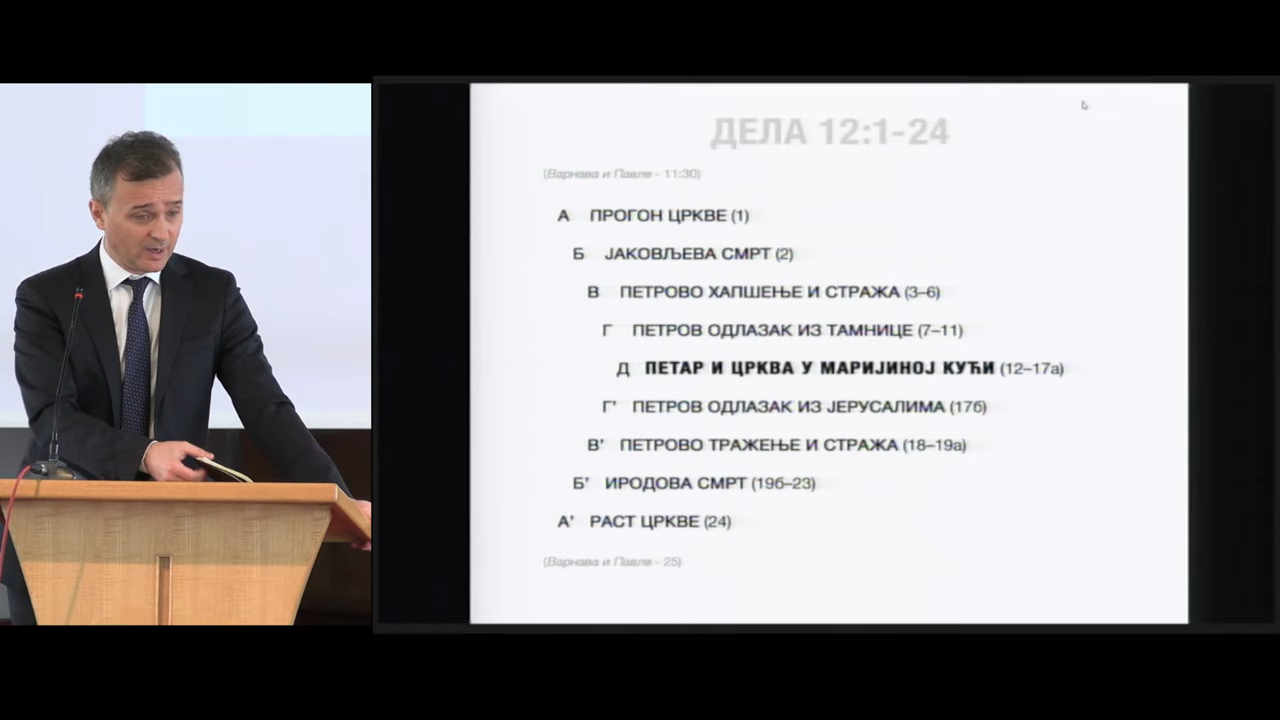 ДЕЛА 12:1-24
(Варнава и Павле - 11:30)
А ПРОГОН ЦРКВЕ (1)
Б ЈАКОВЉЕВА СМРТ (2)
В ПЕТРОВО ХАПШЕЊЕ И СТРАЖА (3–6)
Г ПЕТРОВ ОДЛАЗАК ИЗ ТАМНИЦЕ (7–11)
Д ПЕТАР И ЦРКВА У МАРИЈИНОЈ КУЋИ (12–17а)
Г' ПЕТРОВ ОДЛАЗАК ИЗ ЈЕРУСАЛИМА (17б)
В' ПЕТРОВО ТРАЖЕЊЕ И СТРАЖА (18–19а)
Б' ИРОДОВА СМРТ (19б–23)
А' РАСТ ЦРКВЕ (24)
(Варнава и Павле - 25)